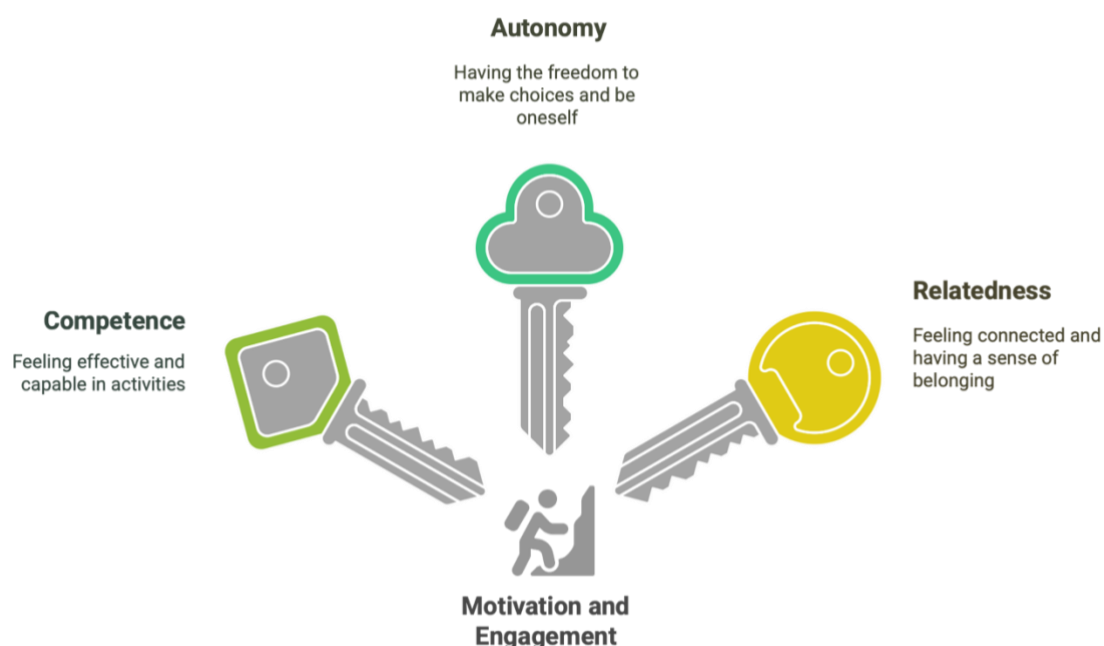 Autonomy
Having the freedom to
make choices and be
oneself
Competence
Feeling effective and
capable in activities
Relatedness
Feeling connected and
having a sense of
belonging
Motivation and
Engagement